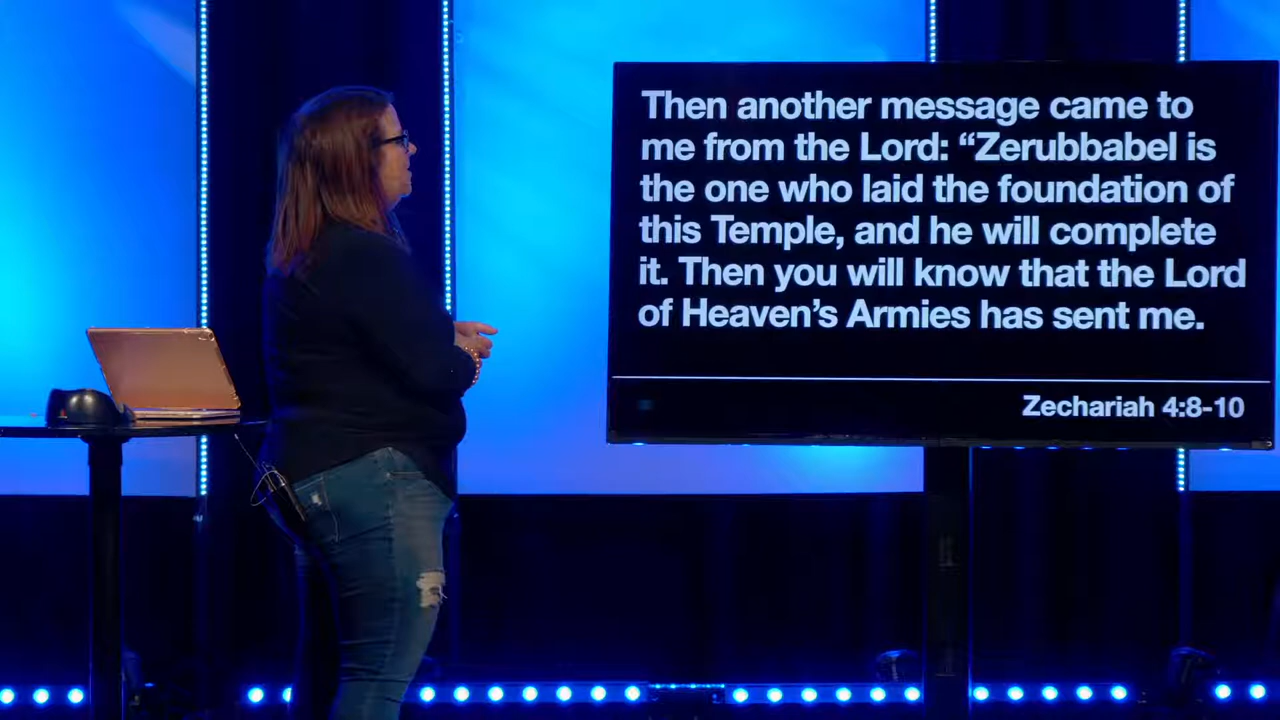 Then another message came to
me from the Lord: “Zerubbabel is
the one who laid the foundation of
this Temple, and he will complete
it. Then you will know that the Lord
of Heaven’s Armies has sent me.
Zechariah 4:8-10